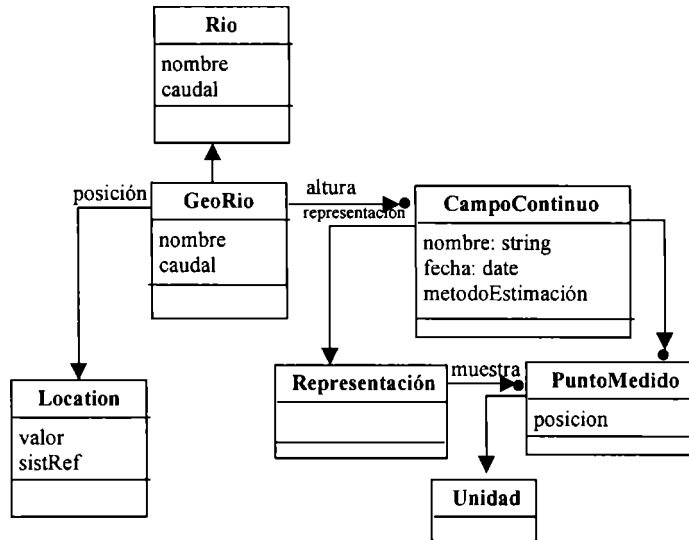 Rio
nombre
caudal
posición
GeoRio
nombre
caudal
altura
representación
CampoContinuo
nombre: string
fecha: date
metodoEstimación
Location
valor
sistRef
Representación
muestra
PuntoMedido
posicion
Unidad